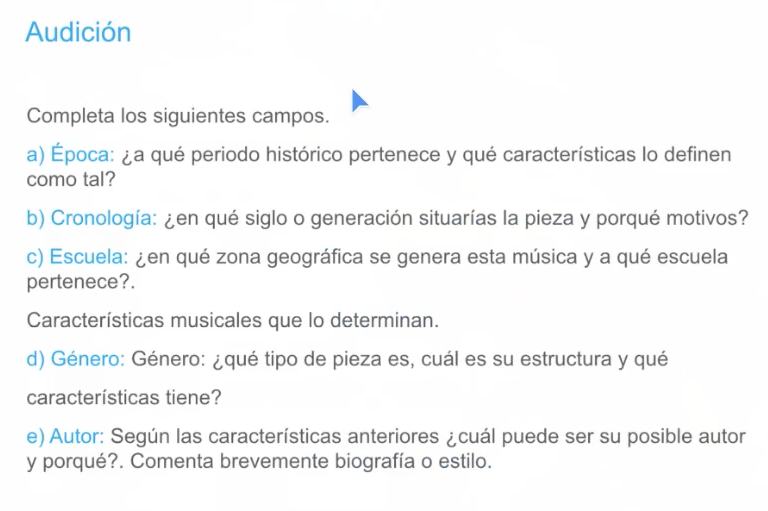 Audición
Completa los siguientes campos.
a) Época: ¿a qué periodo histórico pertenece y qué características lo definen
como tal?
b) Cronología: ¿en qué siglo o generación situarías la pieza y porqué motivos?
c) Escuela: ¿en qué zona geográfica se genera esta música y a qué escuela
pertenece?.
Características musicales que lo determinan.
d) Género: Género: ¿qué tipo de pieza es, cuál es su estructura y qué
características tiene?
e) Autor: Según las características anteriores ¿cuál puede ser su posible autor
y porqué?. Comenta brevemente biografía o estilo.